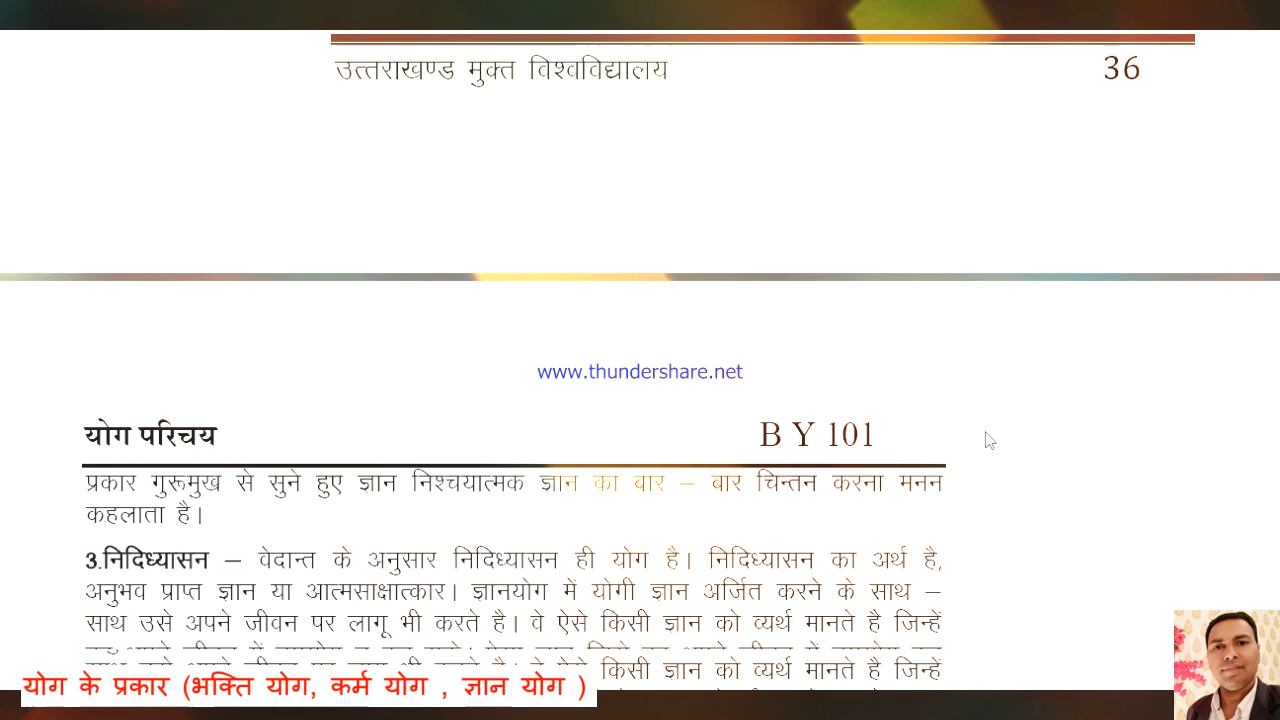 उत्तराखण्ड मुक्त विश्वविद्यालय 36
www.thundershare.net
योग परिचय B Y 101
प्रकार गुरूमुख से सुने हुए ज्ञान निश्चयात्मक ज्ञान का बार – बार चिन्तन करना मनन
कहलाता है।
3.निदिध्यासन – वेदान्त के अनुसार निदिध्यासन ही योग है। निदिध्यासन का अर्थ है,
अनुभव प्राप्त ज्ञान या आत्मसाक्षात्कार। ज्ञानयोग में योगी ज्ञान अर्जित करने के साथ –
साथ उसे अपने जीवन पर लागू भी करते है। वे ऐसे किसी ज्ञान को व्यर्थ मानते है जिन्हें
किसी ज्ञान को व्यर्थ मानते है जिन्हें
योग के प्रकार (भक्ति योग, कर्म योग , ज्ञान योग )